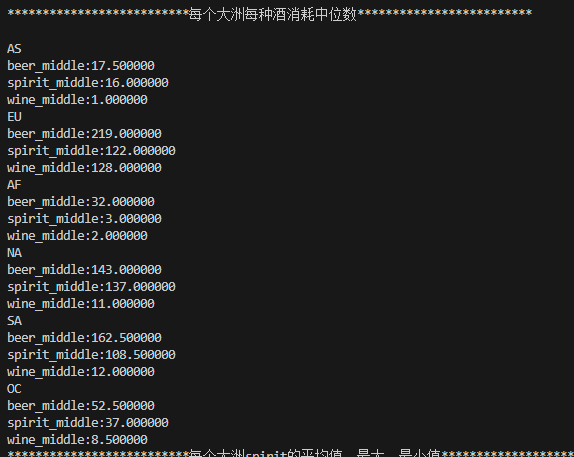 **************************每个大洲每种酒消耗中位数*************************
AS
beer_middle:17.500000
spirit_middle:16.000000
wine_middle:1.000000
EU
beer_middle:219.000000
spirit_middle:122.000000
wine_middle:128.000000
AF
beer_middle:32.000000
spirit_middle:3.000000
wine_middle:2.000000
NA
beer_middle:143.000000
spirit_middle:137.000000
wine_middle:11.000000
SA
beer_middle:162.500000
spirit_middle:108.500000
wine_middle:12.000000
OC
beer_middle:52.500000
spirit_middle:37.000000
wine_middle:8.500000
**************************每个大洲spirit的平均值、最大、最小值*******************